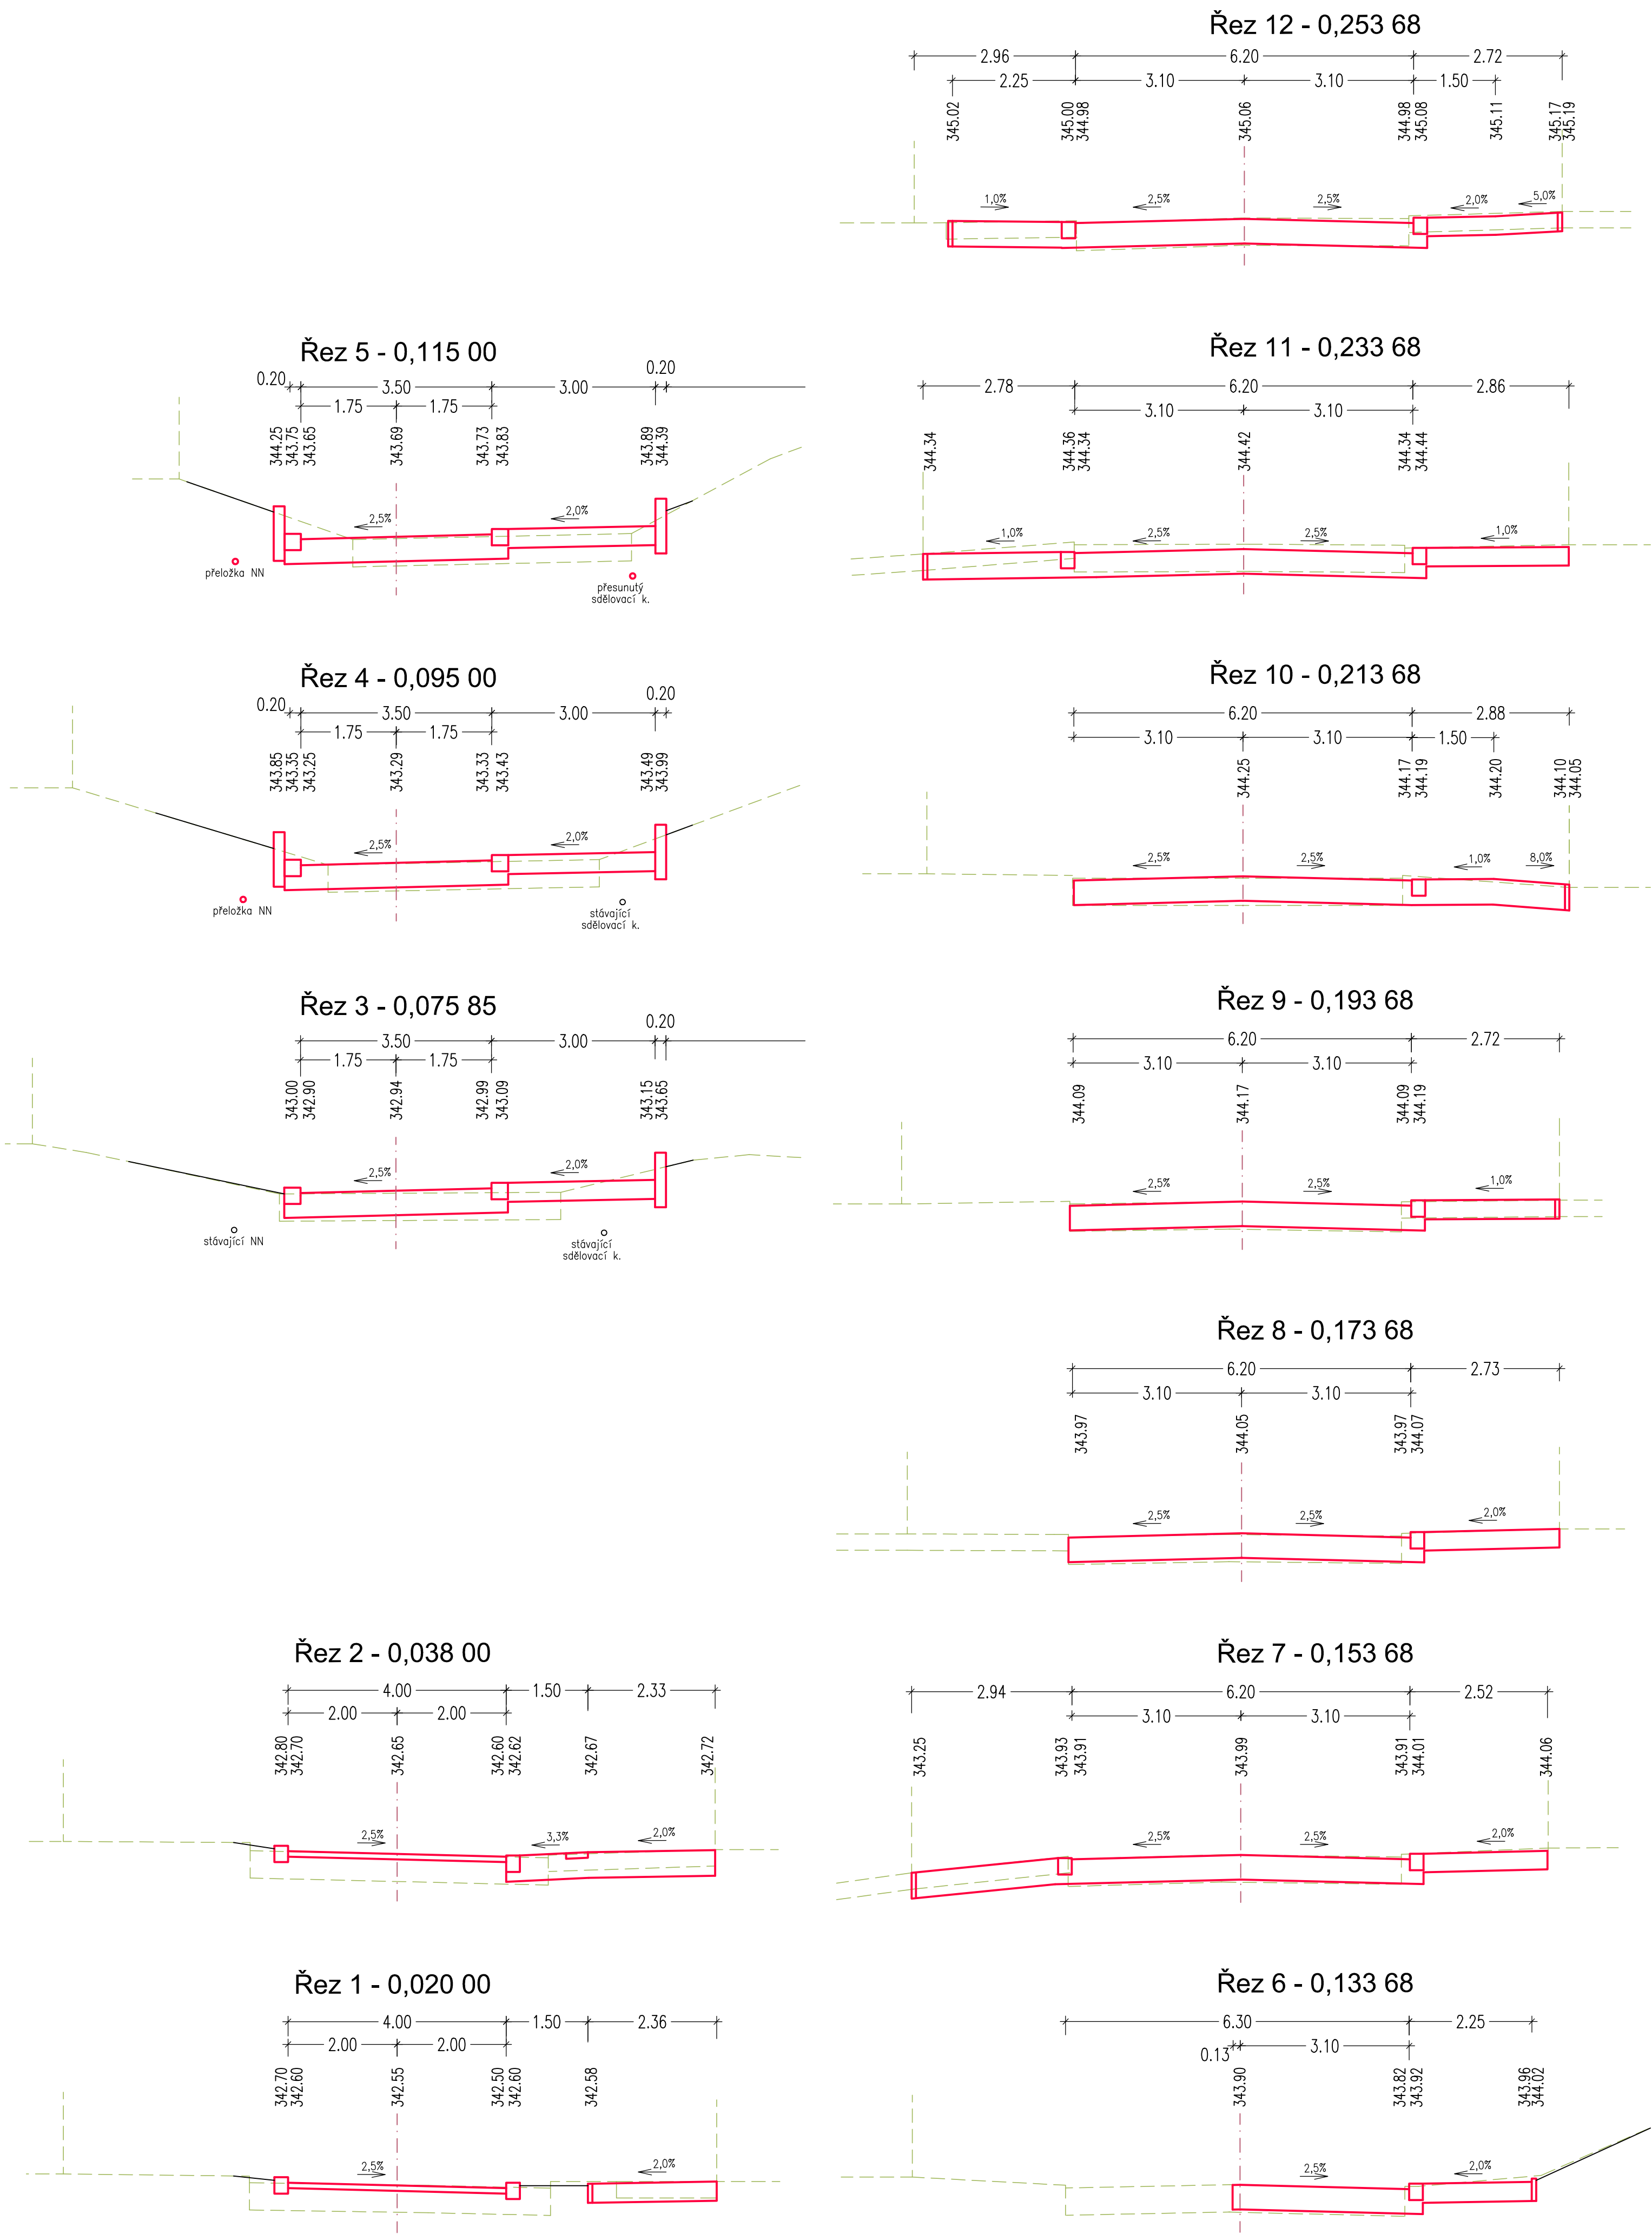 Řez 12 - 0,253 68
2.96 6.20 2.72
2.25 3.10 3.10 1.50
345.02 345.00 344.98 345.06 344.98 345.08 345.11 345.17 345.19
1,0% 2,5% 2,5% 2,0% 5,0%
Řez 5 - 0,115 00
0.20 3.50 3.00 0.20
1.75 1.75
344.25 343.75 343.65 343.69 343.73 343.83 343.89 344.39
2,5% 2,0%
přeložka NN
přesunutý
sdělovací k.
Řez 11 - 0,233 68
2.78 6.20 2.86
3.10 3.10
344.34 344.36 344.34 344.42 344.34 344.44
1,0% 2,5% 2,5% 1,0%
Řez 4 - 0,095 00
0.20 3.50 3.00 0.20
1.75 1.75
343.85 343.35 343.25 343.29 343.33 343.43 343.49 343.99
2,5% 2,0%
přeložka NN
stávající
sdělovací k.
Řez 10 - 0,213 68
6.20 2.88
3.10 3.10 1.50
344.25 344.17 344.19 344.20 344.10 344.05
2,5% 2,5% 1,0% 8,0%
Řez 3 - 0,075 85
3.50 3.00 0.20
1.75 1.75
343.00 342.90 342.94 342.99 343.09 343.15 343.65
2,5% 2,0%
stávající NN
stávající
sdělovací k.
Řez 9 - 0,193 68
6.20 2.72
3.10 3.10
344.09 344.17 344.09 344.19
2,5% 2,5% 1,0%
Řez 8 - 0,173 68
6.20 2.73
3.10 3.10
343.97 344.05 343.97 344.07
2,5% 2,5% 2,0%
Řez 2 - 0,038 00
4.00 1.50 2.33
2.00 2.00
342.80 342.70 342.65 342.60 342.62 342.67 342.72
2,5% 3,3% 2,0%
Řez 7 - 0,153 68
2.94 6.20 2.52
3.10 3.10
343.25 343.93 343.91 343.99 343.91 344.01 344.06
2,5% 2,5% 2,0%
Řez 1 - 0,020 00
4.00 1.50 2.36
2.00 2.00
342.70 342.60 342.55 342.50 342.60 342.58
2,5% 2,0%
Řez 6 - 0,133 68
6.30 2.25
0.13 3.10
343.90 343.82 343.92 343.96 344.02
2,5% 2,0%